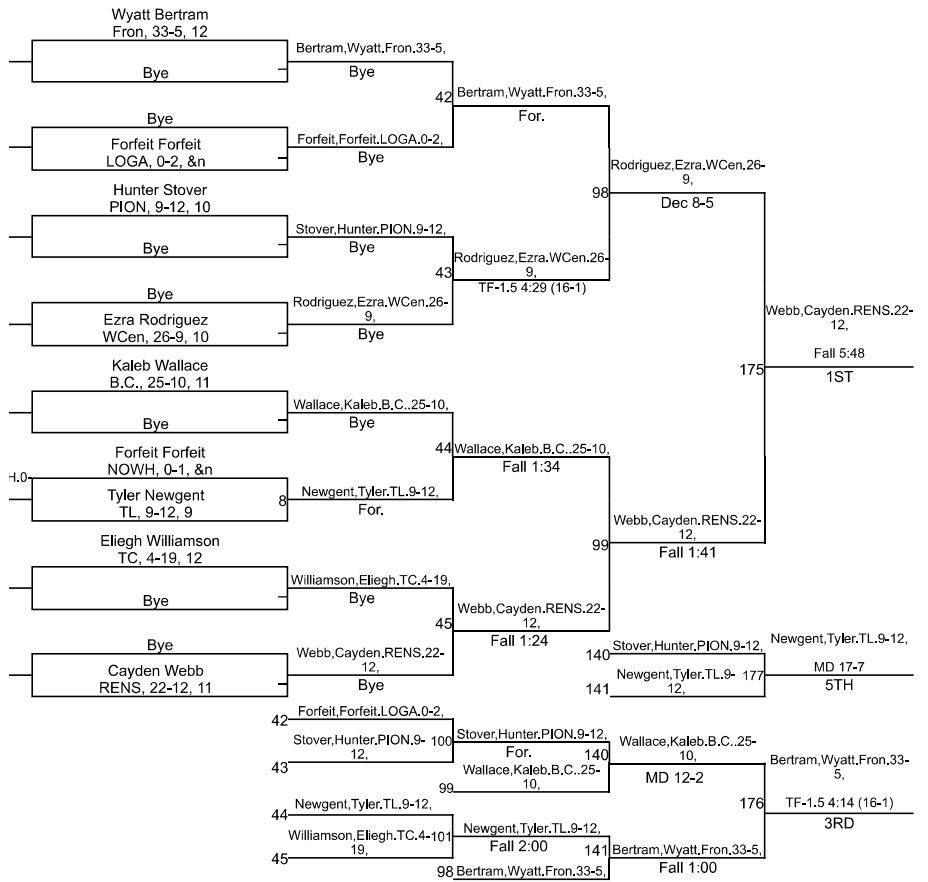 Wyatt Bertram
Fron, 33-5, 12
Bye
Bye
Forfeit Forfeit
LOGA, 0-2, &n
Hunter Stover
PION, 9-12, 10
Bye
Bye
Ezra Rodriguez
WCen, 26-9, 10
Kaleb Wallace
B.C., 25-10, 11
Bye
Forfeit Forfeit
NOWH, 0-1, &n
H.0
Tyler Newgent
TL, 9-12, 9
8
Eliegh Williamson
TC, 4-19, 12
Bye
Bye
Cayden Webb
RENS, 22-12, 11
Bertram,Wyatt.Fron.33-5,
Bye
42
Forfeit,Forfeit.LOGA.0-2,
Bye
Stover,Hunter.PION.9-12,
Bye
43
Rodriguez,Ezra.WCen.26-
9,
Bye
Wallace,Kaleb.B.C..25-10,
Bye
44
Newgent,Tyler.TL.9-12,
For.
Williamson,Eliegh.TC.4-19,
Bye
45
Webb,Cayden.RENS.22-
12,
Bye
Bertram,Wyatt.Fron.33-5,
For.
98
Rodriguez,Ezra.WCen.26-
9,
TF-1.5 4:29 (16-1)
Wallace,Kaleb.B.C..25-10,
Fall 1:34
99
Webb,Cayden.RENS.22-
12,
Fall 1:24
Rodriguez,Ezra.WCen.26-
9,
Dec 8-5
175
Webb,Cayden.RENS.22-
12,
Fall 1:41
Webb,Cayden.RENS.22-
12,
Fall 5:48
1ST
140
Stover,Hunter.PION.9-12,
141
Newgent,Tyler.TL.9-
12,
177
Newgent,Tyler.TL.9-12,
MD 17-7
5TH
42
Forfeit,Forfeit.LOGA.0-2,
43
Stover,Hunter.PION.9-
12,
100
Stover,Hunter.PION.9-12,
For.
99
Wallace,Kaleb.B.C..25-
10,
140
Wallace,Kaleb.B.C..25-
10,
MD 12-2
44
Newgent,Tyler.TL.9-12,
45
Williamson,Eliegh.TC.4-
19,
101
Newgent,Tyler.TL.9-12,
Fall 2:00
98
Bertram,Wyatt.Fron.33-5,
141
Bertram,Wyatt.Fron.33-5,
Fall 1:00
176
Bertram,Wyatt.Fron.33-
5,
TF-1.5 4:14 (16-1)
3RD